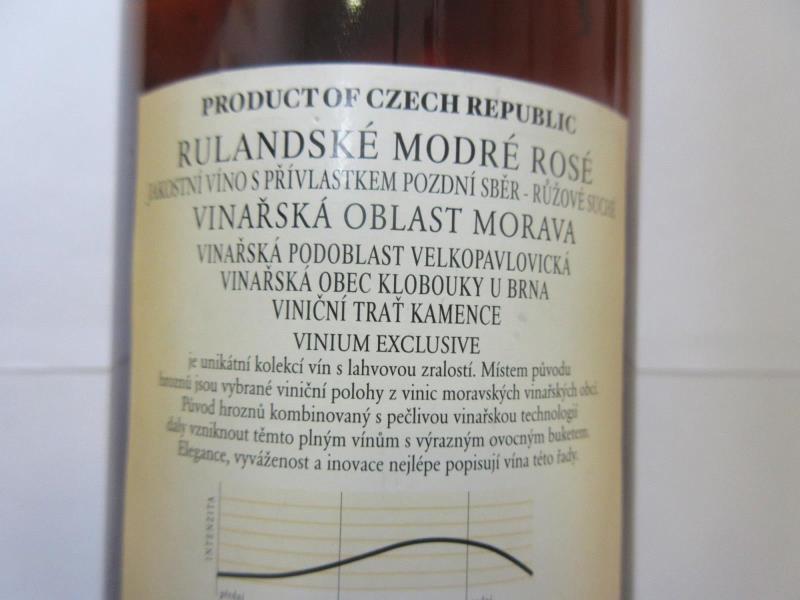 PRODUCT OF CZECH REPUBLIC
RULANDSKÉ MODRÉ ROSÉ
JAKOSTNÍ VÍNO S PŘÍVLASTKEM POZDNÍ SBĚR - RŮŽOVÉ SUCHÉ
VINAŘSKÁ OBLAST MORAVA
VINAŘSKÁ PODOBLAST VELKOPAVLOVICKÁ
VINAŘSKÁ OBEC KLOBOUKY U BRNA
VINIČNÍ TRAŤ KAMENCE
VINIUM EXCLUSIVE
je unikátní kolekcí vín s lahvovou zralostí. Místem původu
hroznů jsou vybrané viniční polohy z vinic moravských vinařských obcí.
Původ hroznů kombinovaný s pečlivou vinařskou technologií
daly vzniknout těmto plným vínům s výrazným ovocným buketem.
Elegance, vyváženost a inovace nejlépe popisují vína této řady.
INTENZITA